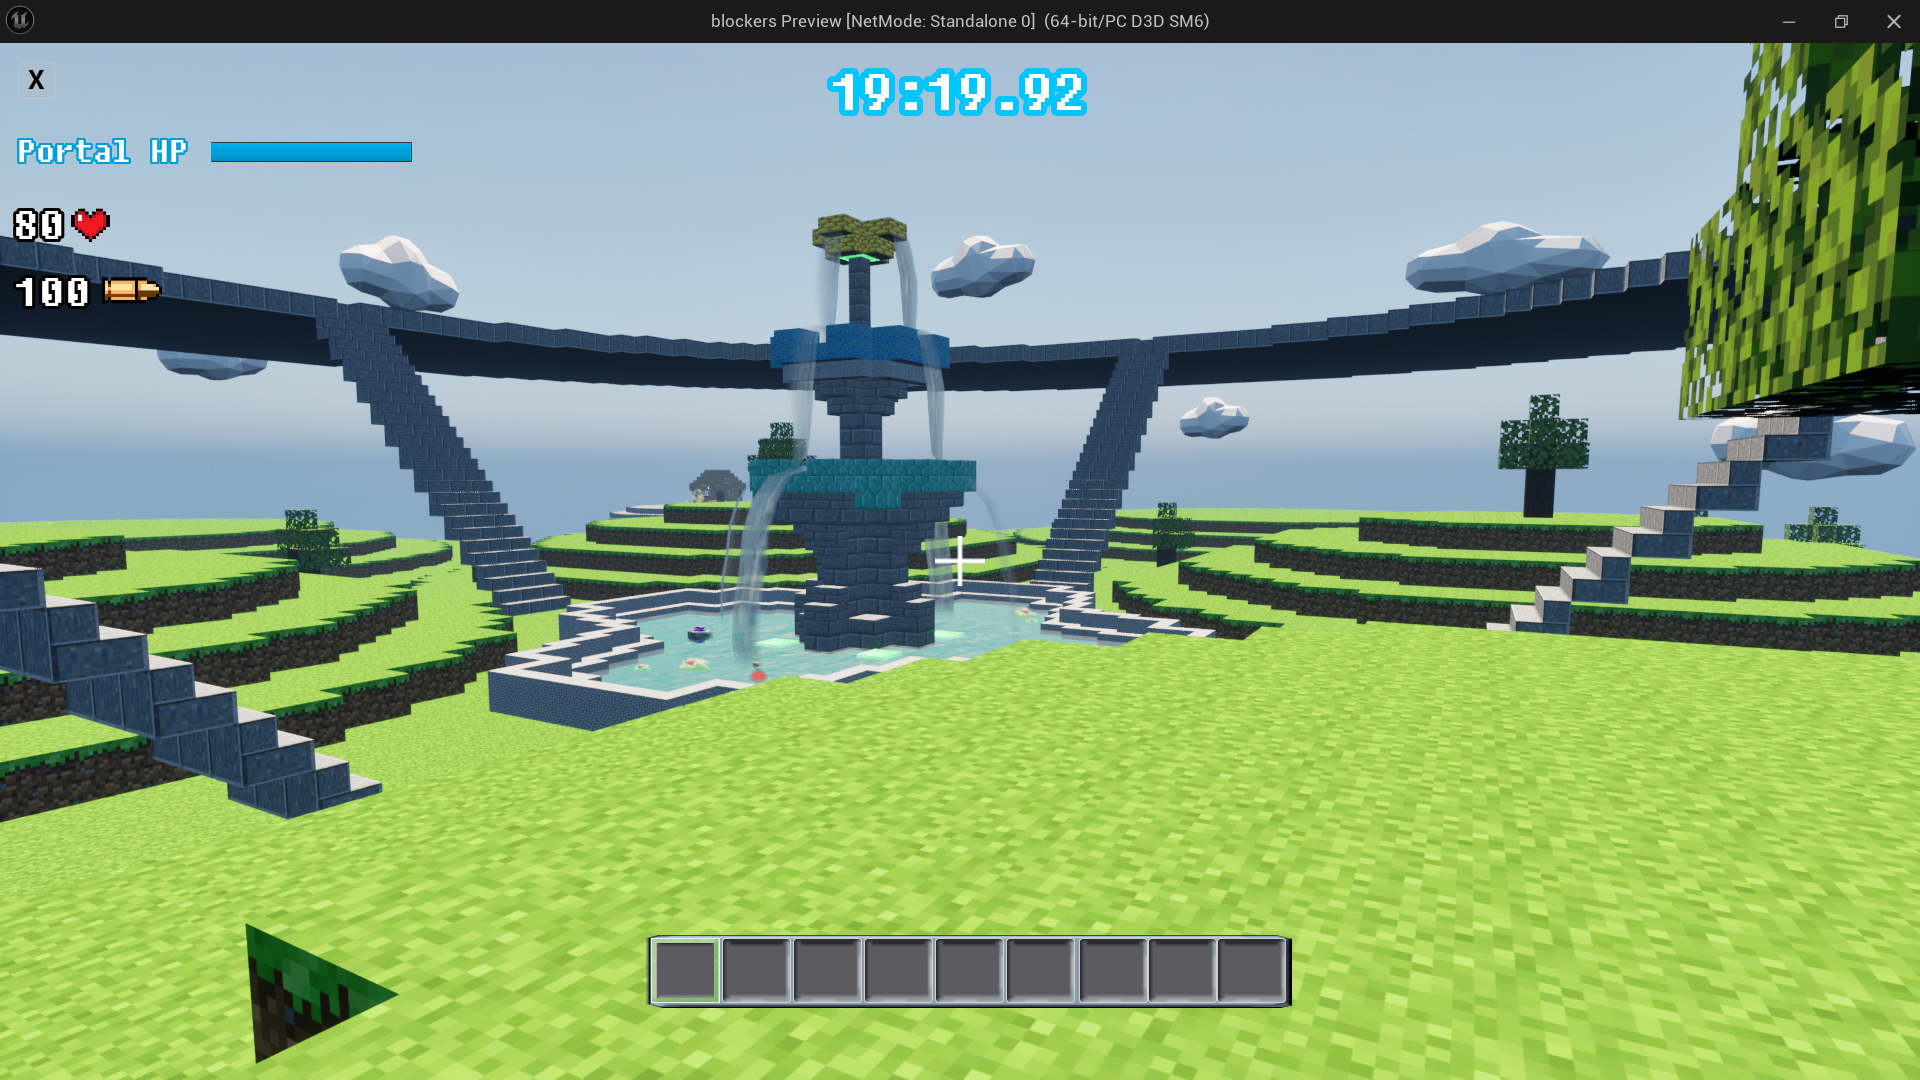 blockers Preview [NetMode: Standalone 0] (64-bit/PC D3D SM6)
X
19:19.92
Portal HP
80
100